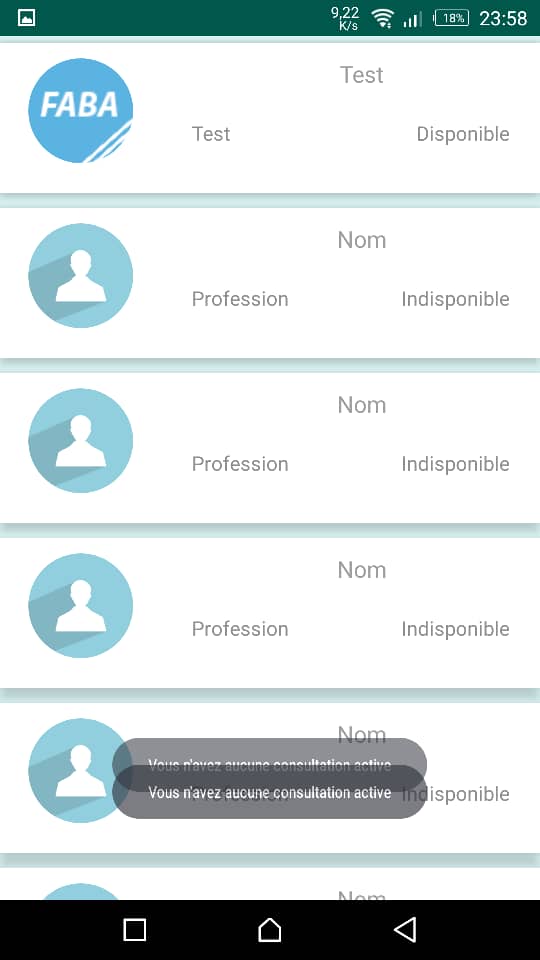 9,22
K/s
18%
23:58
Test
FABA
Test
Disponible
Nom
Profession
Indisponible
Nom
Profession
Indisponible
Nom
Profession
Indisponible
Nom
Vous n'avez aucune consultation active
Vous n'avez aucune consultation active
Profession
Indisponible
Nom